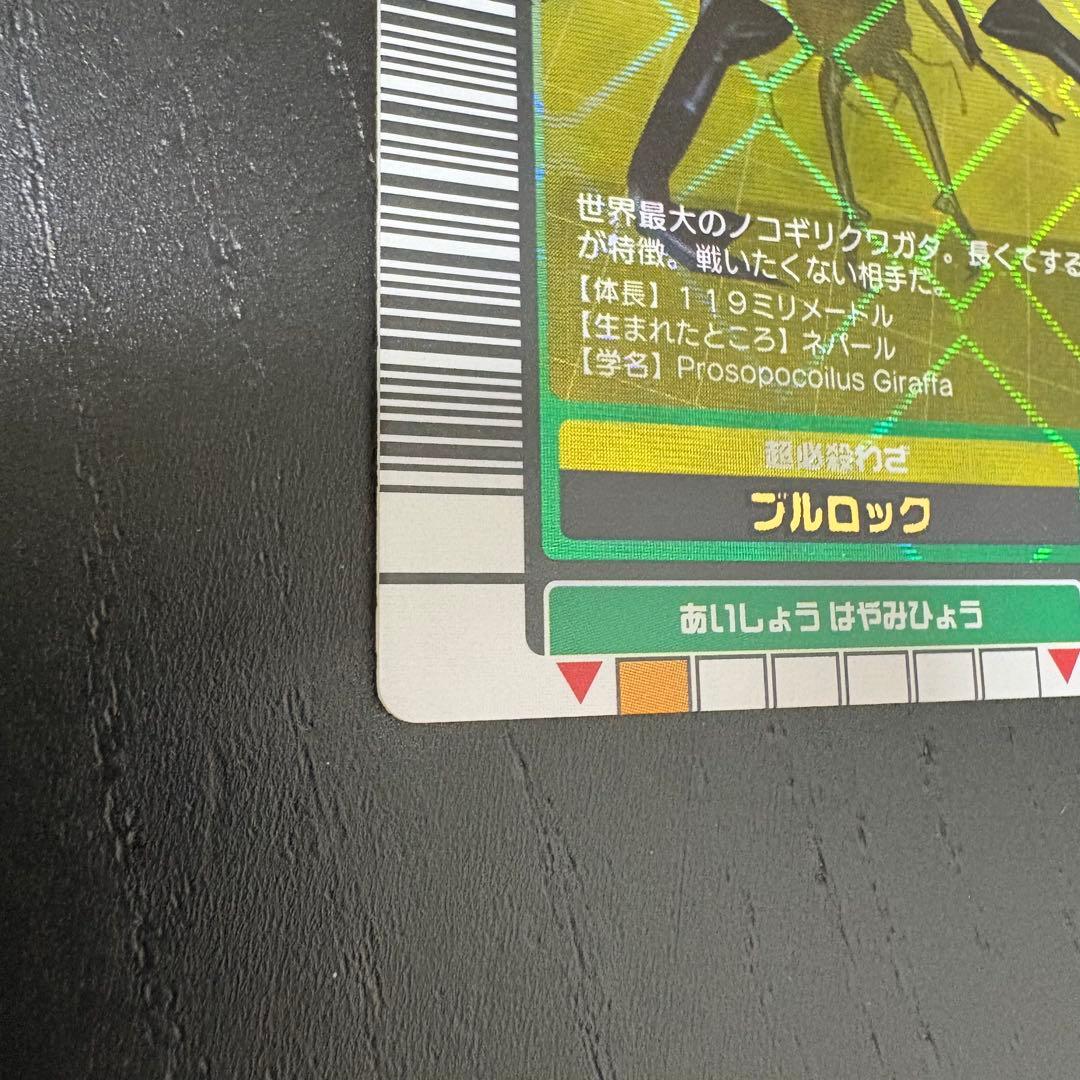 世界最大のノコギリクワガタ。長くてする
が特徴。戦いたくない相手だ。
【体長】119ミリメートル
【生まれたところ】ネパール
【学名】Prosopocoilus Giraffa
超必殺わざ
ブルロック
あいしょう はやみひょう